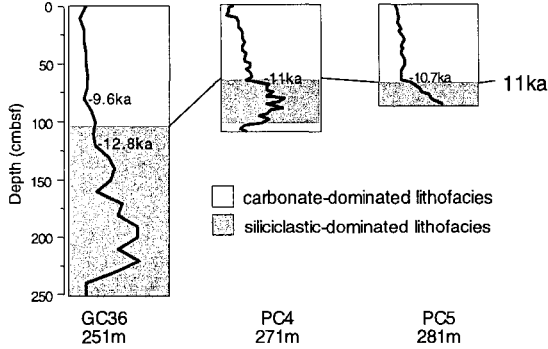 0
50
100
150
200
250
Depth (cmbsf)
-9.6ka
-12.8ka
-11ka
-10.7ka
11ka
carbonate-dominated lithofacies
siliciclastic-dominated lithofacies
GC36
251m
PC4
271m
PC5
281m